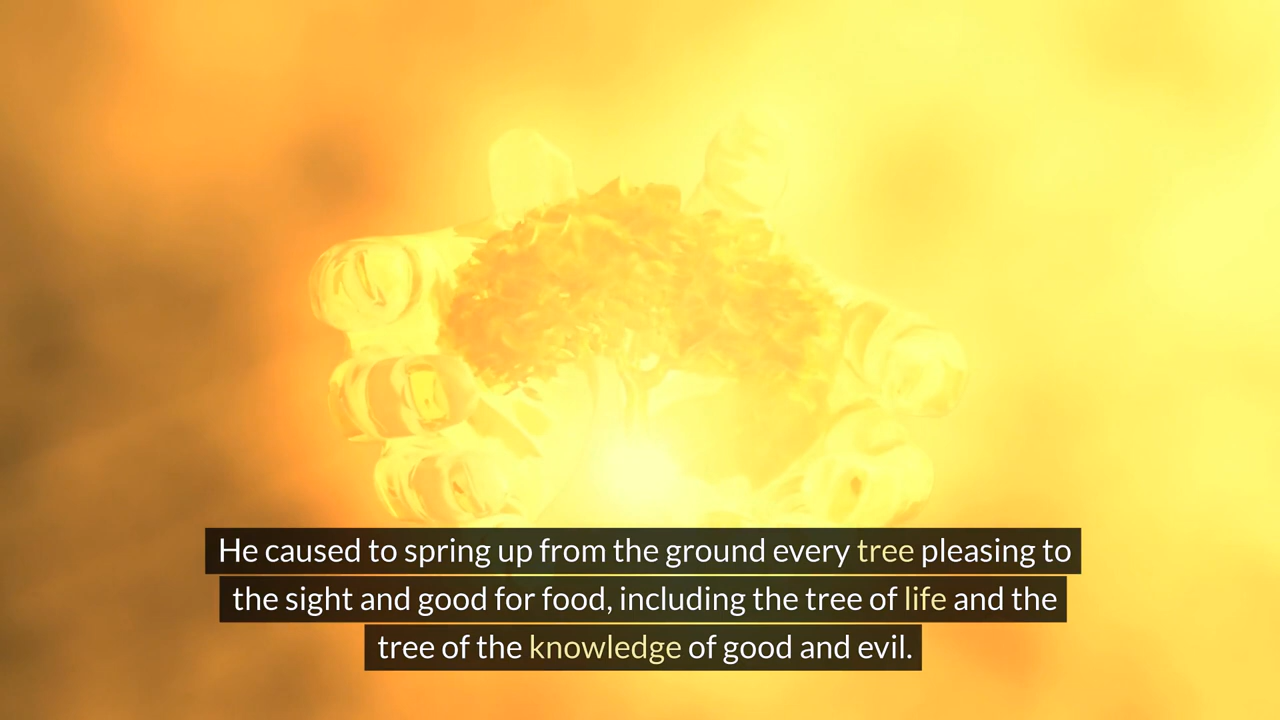 He caused to spring up from the ground every tree pleasing to
the sight and good for food, including the tree of life and the
tree of the knowledge of good and evil.